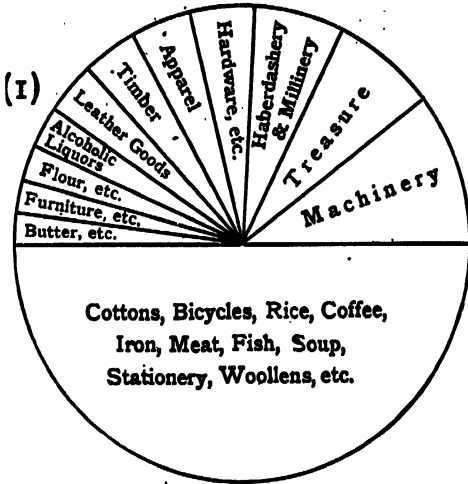 (1)
Butter, etc.
Furniture, etc.
Flour, etc.
Alcoholic
Liquors
Leather Goods
Timber
Apparel
Hardware, etc.
Haberdashery
& Millinery
Treasure
Machinery
Cottons, Bicycles, Rice, Coffee,
Iron, Meat, Fish, Soup,
Stationery, Woollens, etc.